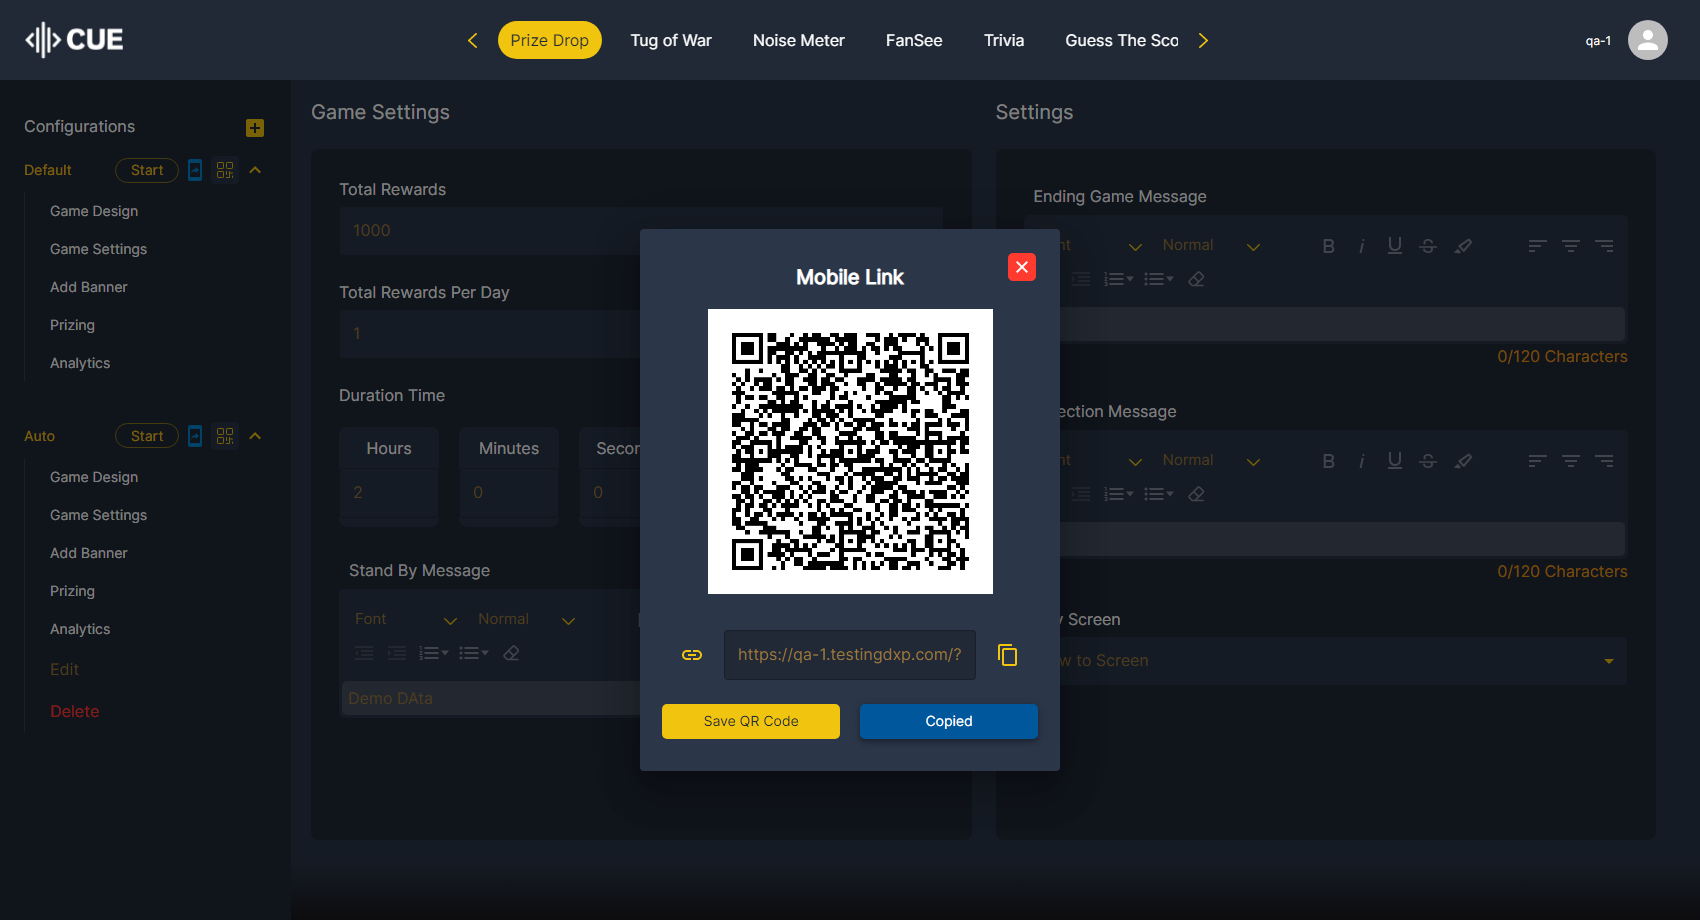 CUE
Prize Drop
Tug of War
Noise Meter
FanSee
Trivia
Guess The Sco
qa-1
Configurations
Default
Start
Game Design
Game Settings
Add Banner
Prizing
Analytics
Auto
Start
Game Design
Game Settings
Add Banner
Prizing
Analytics
Edit
Delete
Game Settings
Total Rewards
1000
Total Rewards Per Day
1
Duration Time
Hours
Minutes
Secon
2
0
0
Stand By Message
Font
Normal
Demo DAta
Mobile Link
https://qa-1.testingdxp.com/?
Save QR Code
Copied
Settings
Ending Game Message
nt
Normal
0/120 Characters
ection Message
nt
Normal
0/120 Characters
y Screen
w to Screen